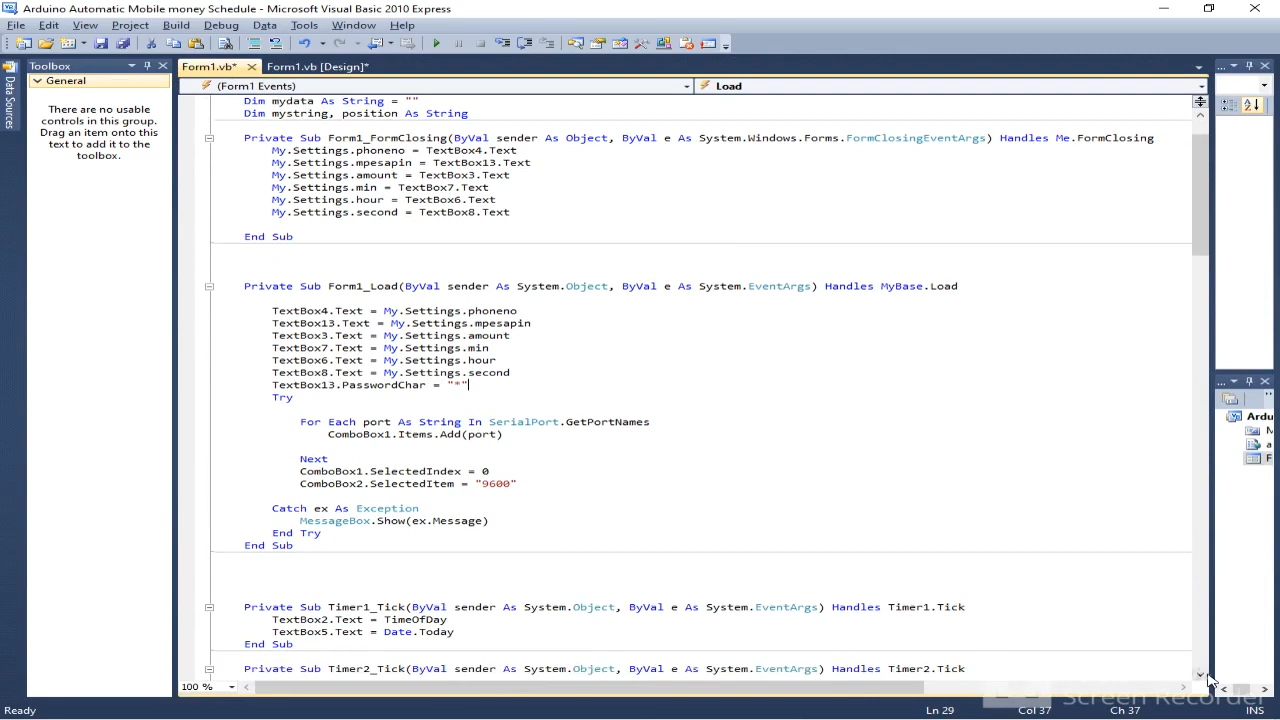 Arduino Automatic Mobile money Schedule - Microsoft Visual Basic 2010 Express
File Edit View Project Build Debug Data Tools Window Help
Toolbox
Form1.vb* Form1.vb [Design]*
Data Sources
General
There are no usable
controls in this group.
Drag an item onto this
text to add it to the
toolbox.
(Form1 Events) Load
Dim mydata As String = ""
Dim mystring, position As String
Private Sub Form1_FormClosing(ByVal sender As Object, ByVal e As System.Windows.Forms.FormClosingEventArgs) Handles Me.FormClosing
My.Settings.phoneno = TextBox4.Text
My.Settings.mpesapin = TextBox13.Text
My.Settings.amount = TextBox3.Text
My.Settings.min = TextBox7.Text
My.Settings.hour = TextBox6.Text
My.Settings.second = TextBox8.Text
End Sub
Private Sub Form1_Load(ByVal sender As System.Object, ByVal e As System.EventArgs) Handles MyBase.Load
TextBox4.Text = My.Settings.phoneno
TextBox13.Text = My.Settings.mpesapin
TextBox3.Text = My.Settings.amount
TextBox7.Text = My.Settings.min
TextBox6.Text = My.Settings.hour
TextBox8.Text = My.Settings.second
TextBox13.PasswordChar = "*"
Try
For Each port As String In SerialPort.GetPortNames
ComboBox1.Items.Add(port)
Next
ComboBox1.SelectedIndex = 0
ComboBox2.SelectedItem = "9600"
Catch ex As Exception
MessageBox.Show(ex.Message)
End Try
End Sub
Private Sub Timer1_Tick(ByVal sender As System.Object, ByVal e As System.EventArgs) Handles Timer1.Tick
TextBox2.Text = TimeOfDay
TextBox5.Text = Date.Today
End Sub
Private Sub Timer2_Tick(ByVal sender As System.Object, ByVal e As System.EventArgs) Handles Timer2.Tick
Ardu
M
a
F
100 %
Screen Recorder
Ready Ln 29 Col 37 Ch 37 INS